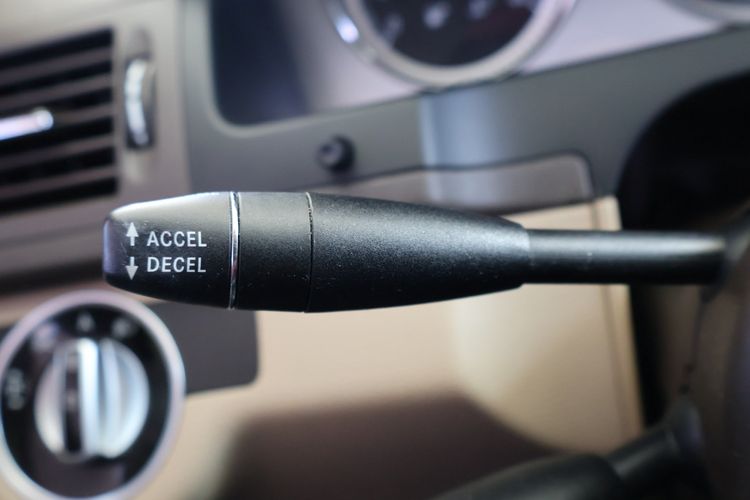 ↑ ACCEL
↓ DECEL